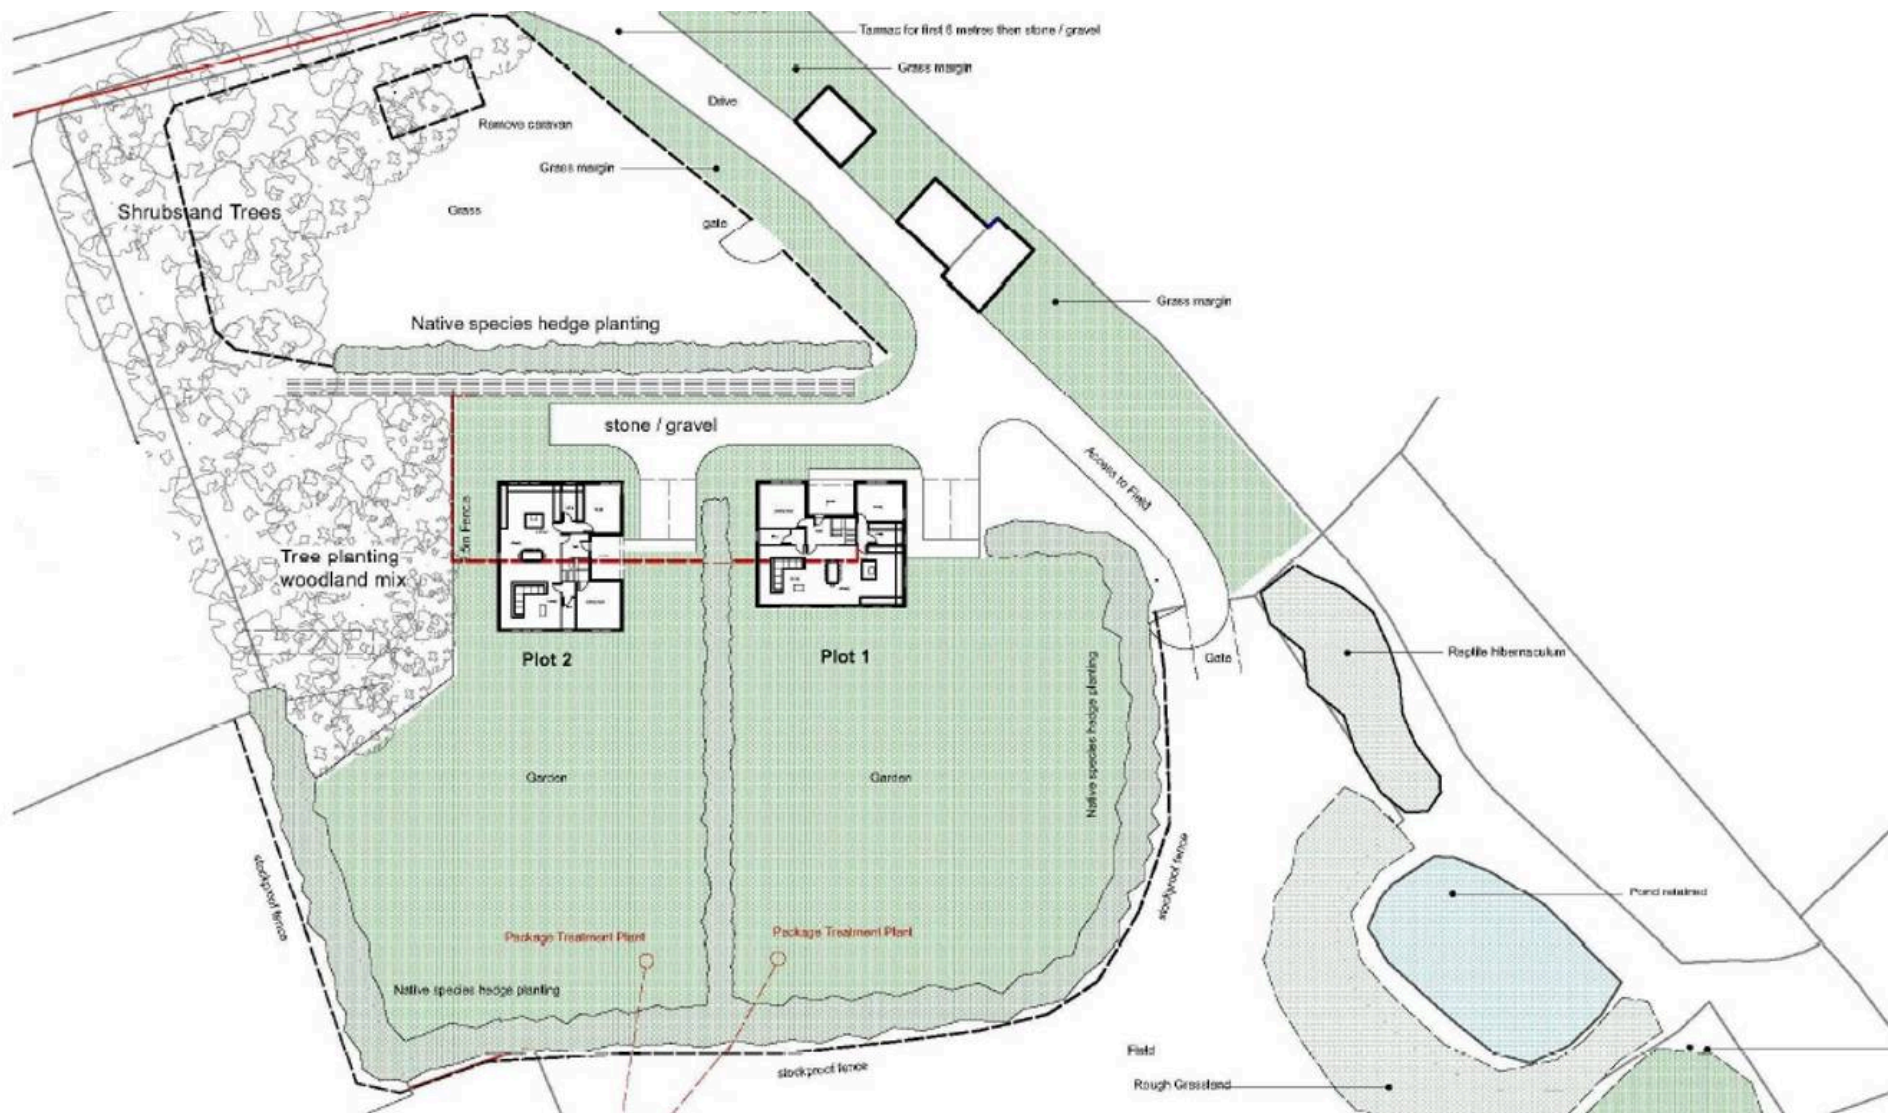 Tarmac for first 6 metres then stone / gravel
Grass margin
Drive
Remove caravan
Grass margin
Shrubs and Trees
Grass
gate
Grass margin
Native species hedge planting
stone / gravel
Access to Field
5m Fence
Tree planting
woodland mix
Plot 2
Plot 1
Gate
Reptile hibernaculum
Native species hedge planting
Garden
Garden
stockproof fence
stockproof fence
Pond retained
Package Treatment Plant
Package Treatment Plant
Native species hedge planting
Field
stockproof fence
Rough Grassland